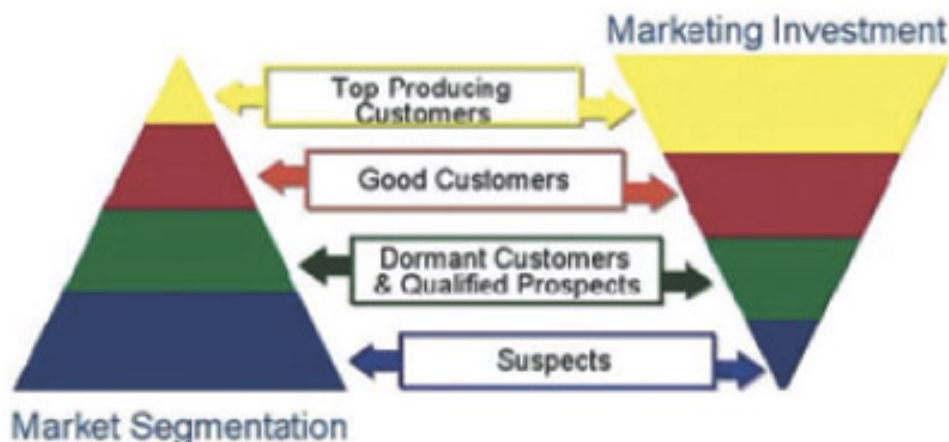 Marketing Investment
Top Producing
Customers
Good Customers
Dormant Customers
& Qualified Prospects
Suspects
Market Segmentation